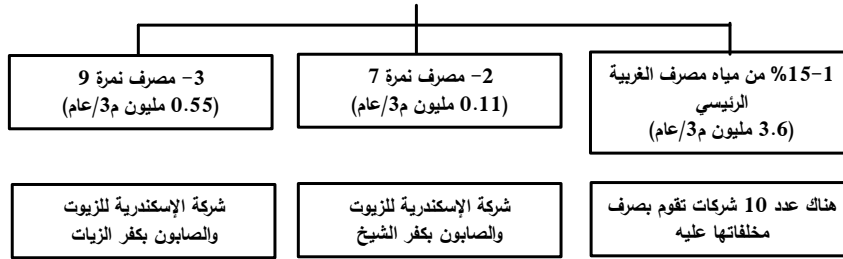 1-15% من مياه مصرف الغربية
الرئيسي
(3.6 مليون م3/عام)
2- مصرف نمرة 7
(0.11 مليون م3/عام)
3- مصرف نمرة 9
(0.55 مليون م3/عام)
هناك عدد 10 شركات تقوم بصرف
مخلفاتها عليه
شركة الإسكندرية للزيوت
والصابون بكفر الشيخ
شركة الإسكندرية للزيوت
والصابون بكفر الزيات